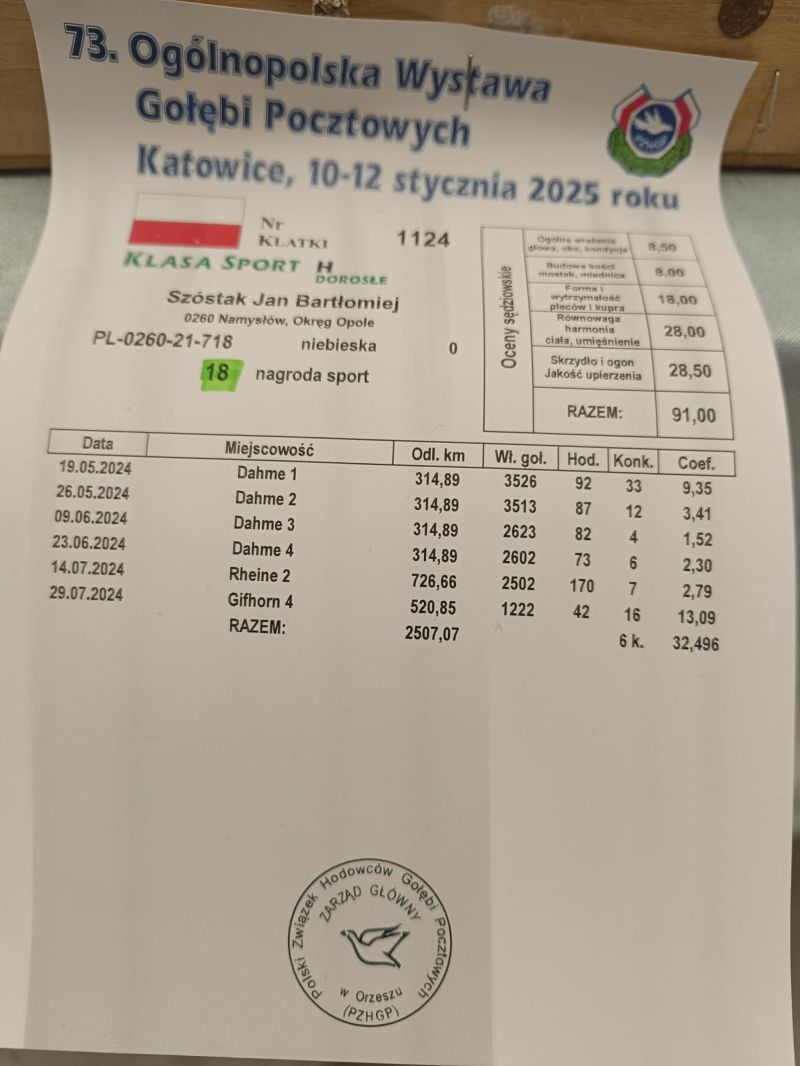 73. Ogólnopolska Wystawa
Gołębi Pocztowych
Katowice, 10-12 stycznia 2025 roku
PZHGP
Nr
KLATKI 1124
KLASA SPORT H
DOROSŁE
Szóstak Jan Bartłomiej
0260 Namysłów, Okręg Opole
PL-0260-21-718 niebieska 0
18 nagroda sport
Oceny sędziowskie
Ogólne wrażenie
głowa, oko, kondycja 8,50
Budowa kości
mostek, miednica 8,00
Forma i
wytrzymałość
pleców i kupra 18,00
Równowaga
harmonia
ciała, umięśnienie 28,00
Skrzydło i ogon
Jakość upierzenia 28,50
RAZEM: 91,00
Data Miejscowość Odl. km Wł. goł. Hod. Konk. Coef.
19.05.2024 Dahme 1 314,89 3526 92 33 9,35
26.05.2024 Dahme 2 314,89 3513 87 12 3,41
09.06.2024 Dahme 3 314,89 2623 82 4 1,52
23.06.2024 Dahme 4 314,89 2602 73 6 2,30
14.07.2024 Rheine 2 726,66 2502 170 7 2,79
29.07.2024 Gifhorn 4 520,85 1222 42 16 13,09
RAZEM: 2507,07 6 k. 32,496
Polski Związek Hodowców Gołębi Pocztowych
ZARZĄD GŁÓWNY
w Orzeszu
(PZHGP)